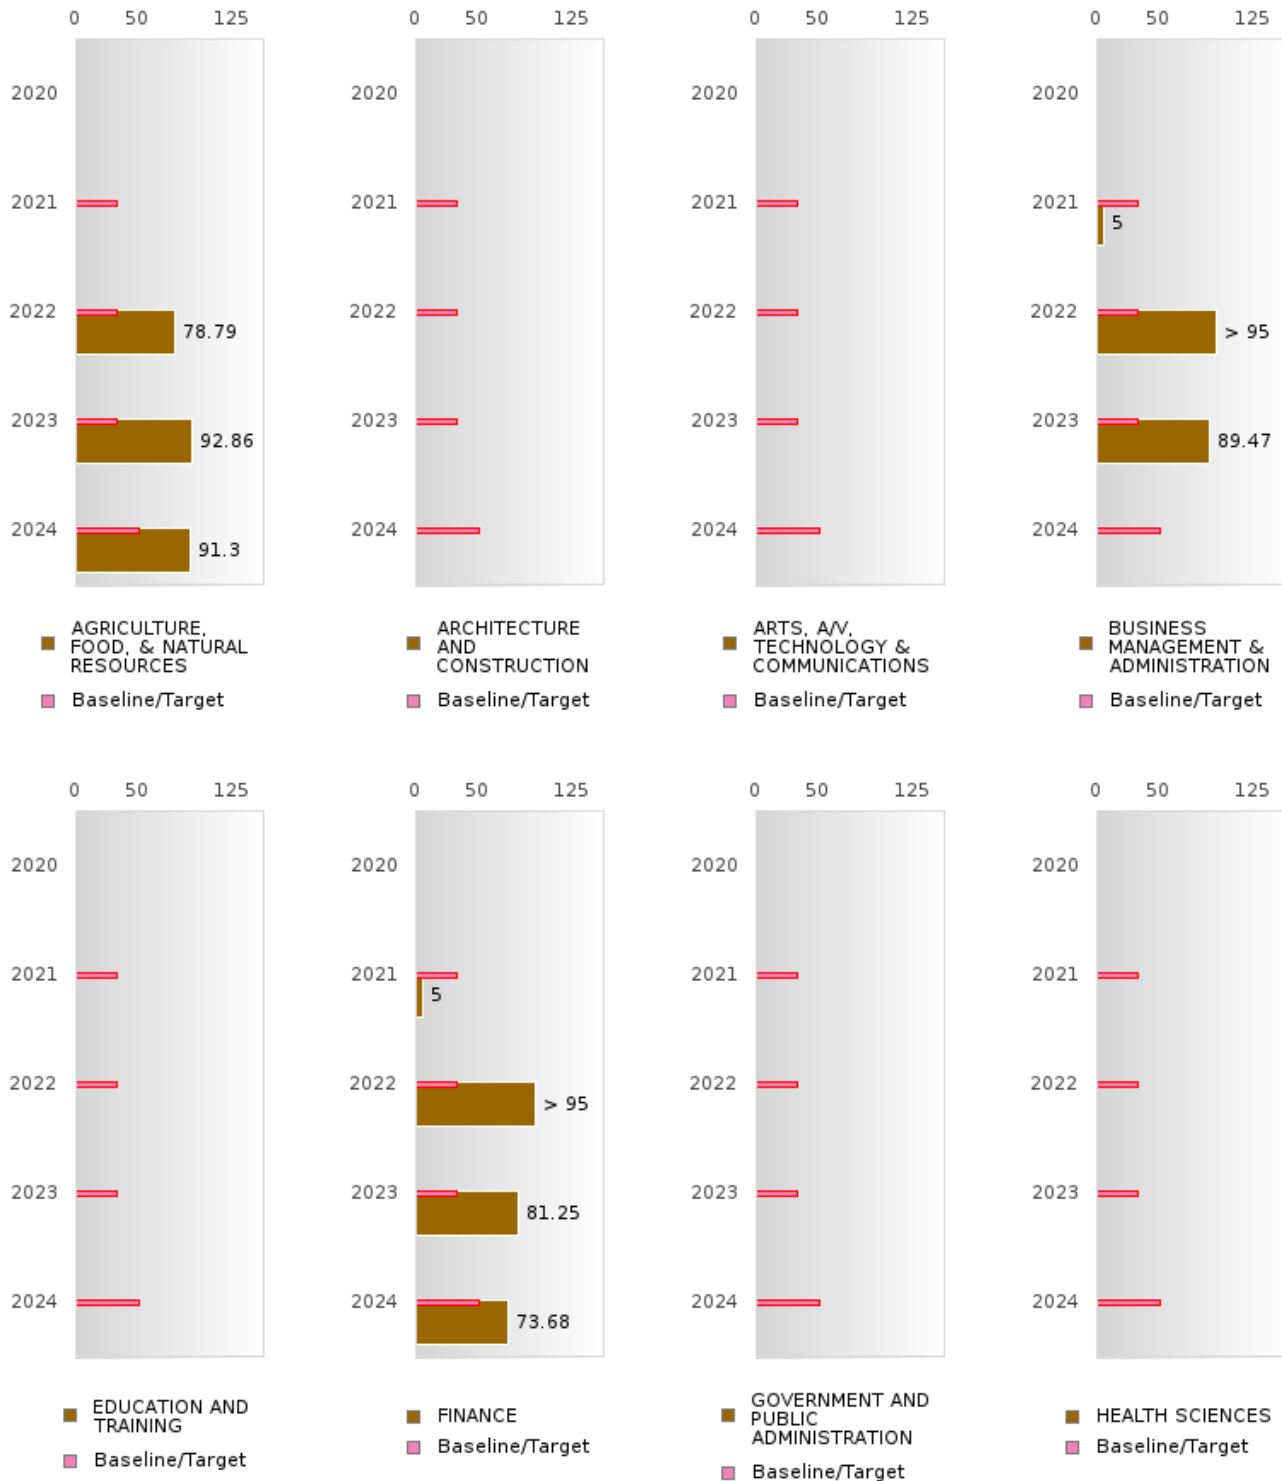 0 50 125
2020
2021
2022
78.79
2023
92.86
2024
91.3
AGRICULTURE,
FOOD, & NATURAL
RESOURCES
Baseline/Target
0 50 125
2020
2021
2022
2023
2024
ARCHITECTURE
AND
CONSTRUCTION
Baseline/Target
0 50 125
2020
2021
2022
2023
2024
ARTS, A/V,
TECHNOLOGY &
COMMUNICATIONS
Baseline/Target
0 50 125
2020
2021
5
2022
> 95
2023
89.47
2024
BUSINESS
MANAGEMENT &
ADMINISTRATION
Baseline/Target
0 50 125
2020
2021
2022
2023
2024
EDUCATION AND
TRAINING
Baseline/Target
0 50 125
2020
2021
5
2022
> 95
2023
81.25
2024
73.68
FINANCE
Baseline/Target
0 50 125
2020
2021
2022
2023
2024
GOVERNMENT AND
PUBLIC
ADMINISTRATION
Baseline/Target
0 50 125
2020
2021
2022
2023
2024
HEALTH SCIENCES
Baseline/Target